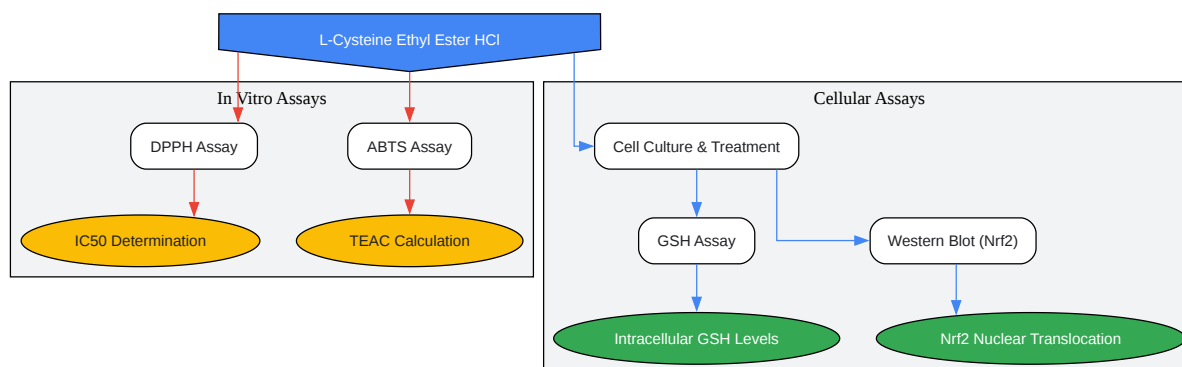 L-Cysteine Ethyl Ester HCl
In Vitro Assays
Cellular Assays
DPPH Assay
ABTS Assay
Cell Culture & Treatment
IC50 Determination
TEAC Calculation
GSH Assay
Western Blot (Nrf2)
Intracellular GSH Levels
Nrf2 Nuclear Translocation